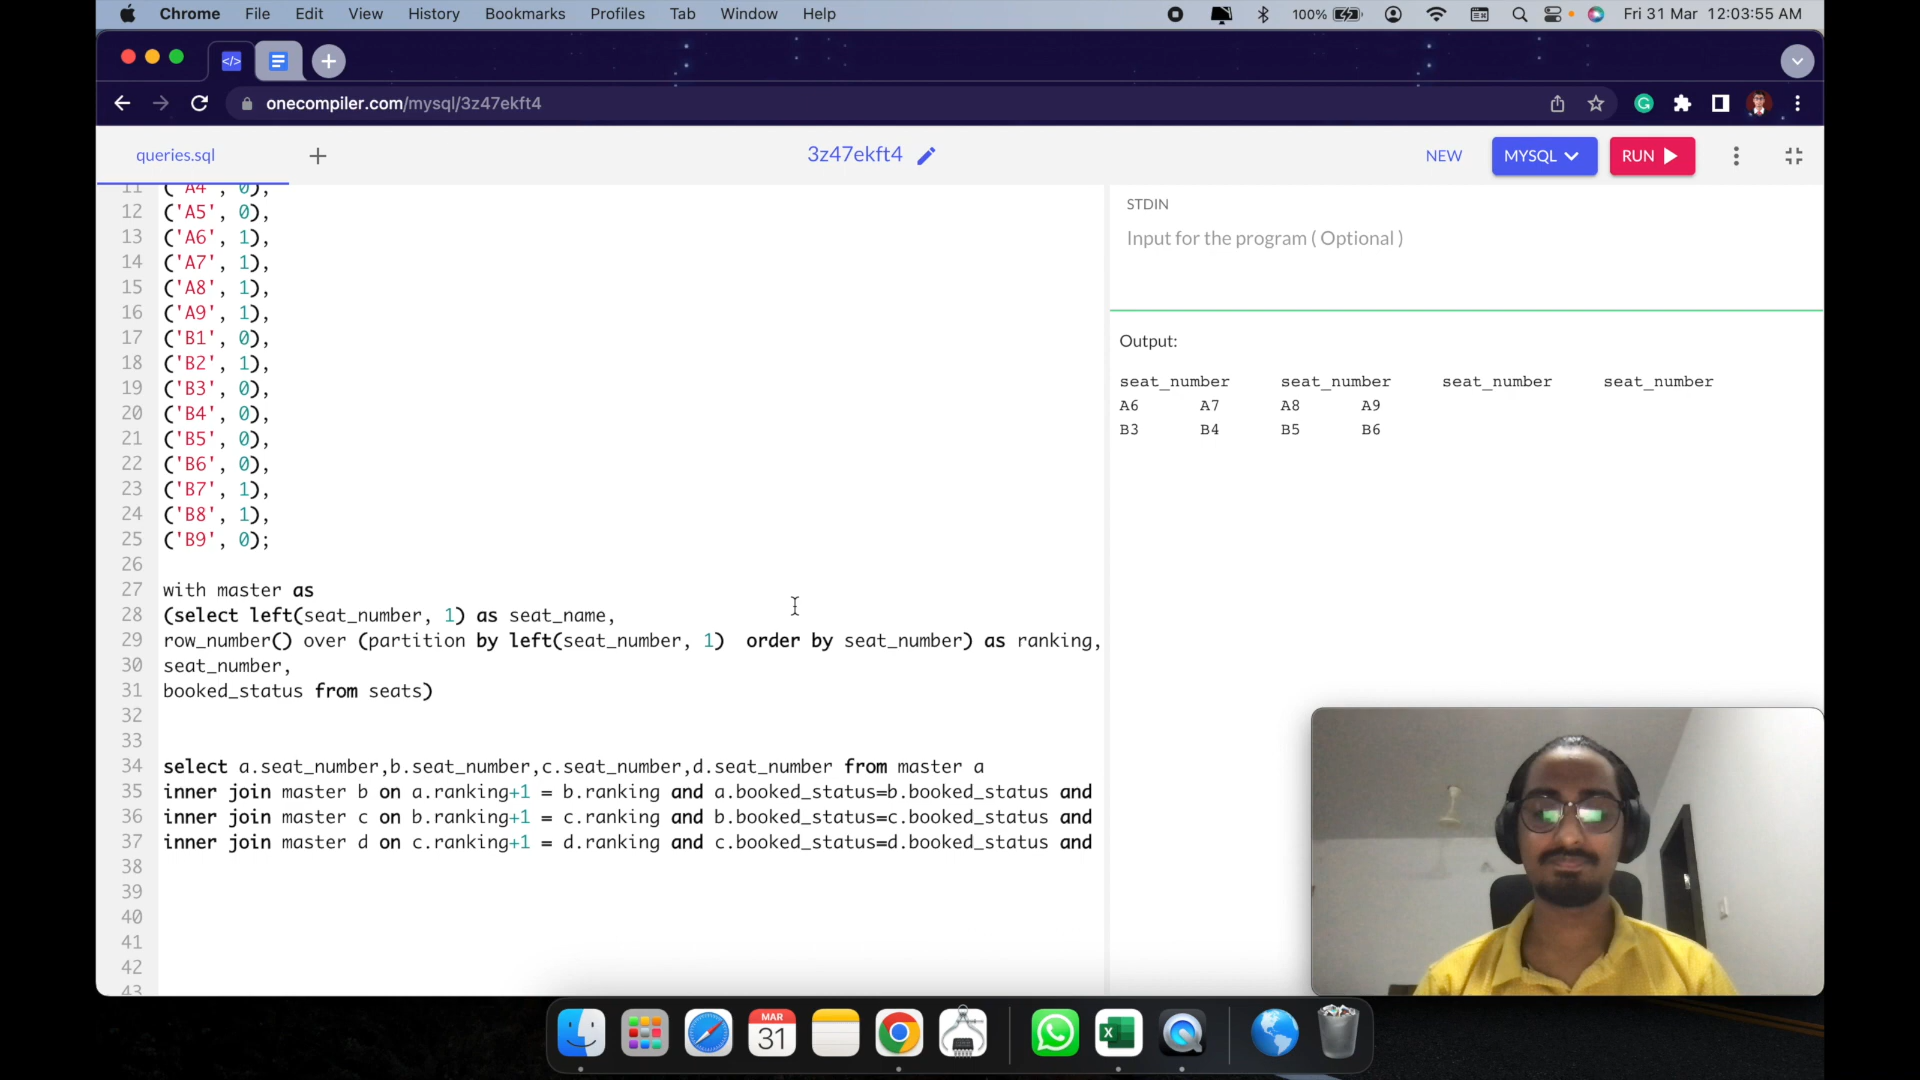 Chrome File Edit View History Bookmarks Profiles Tab Window Help 100% Fri 31 Mar 12:03:55 AM
</>
onecompiler.com/mysql/3z47ekft4
queries.sql 3z47ekft4 NEW MYSQL RUN
11 ('A4', 0),
12 ('A5', 0),
13 ('A6', 1),
14 ('A7', 1),
15 ('A8', 1),
16 ('A9', 1),
17 ('B1', 0),
18 ('B2', 1),
19 ('B3', 0),
20 ('B4', 0),
21 ('B5', 0),
22 ('B6', 0),
23 ('B7', 1),
24 ('B8', 1),
25 ('B9', 0);
26
27 with master as
28 (select left(seat_number, 1) as seat_name,
29 row_number() over (partition by left(seat_number, 1)  order by seat_number) as ranking,
30 seat_number,
31 booked_status from seats)
32
33
34 select a.seat_number,b.seat_number,c.seat_number,d.seat_number from master a
35 inner join master b on a.ranking+1 = b.ranking and a.booked_status=b.booked_status and
36 inner join master c on b.ranking+1 = c.ranking and b.booked_status=c.booked_status and
37 inner join master d on c.ranking+1 = d.ranking and c.booked_status=d.booked_status and
38
39
40
41
42
43
STDIN
Input for the program ( Optional )
Output:
seat_number seat_number seat_number seat_number
A6 A7 A8 A9
B3 B4 B5 B6
MAR
31